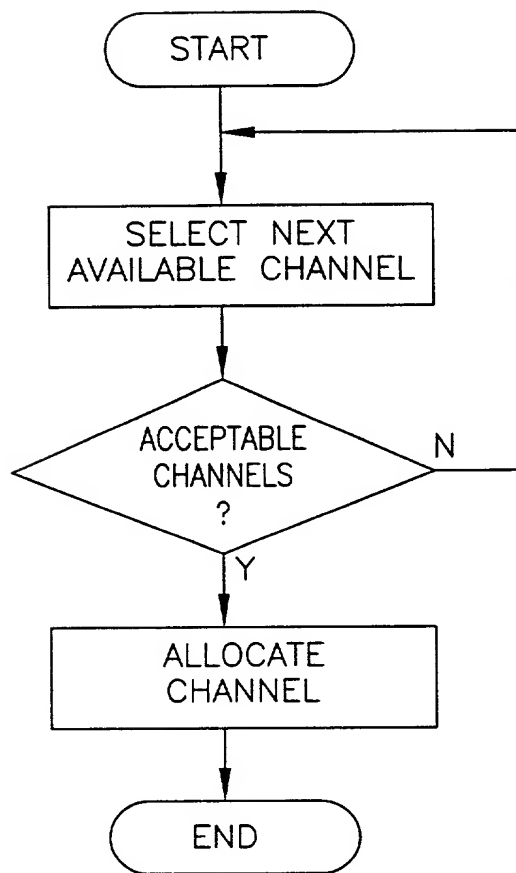 START
SELECT NEXT
AVAILABLE CHANNEL
ACCEPTABLE
CHANNELS
?
N
Y
ALLOCATE
CHANNEL
END